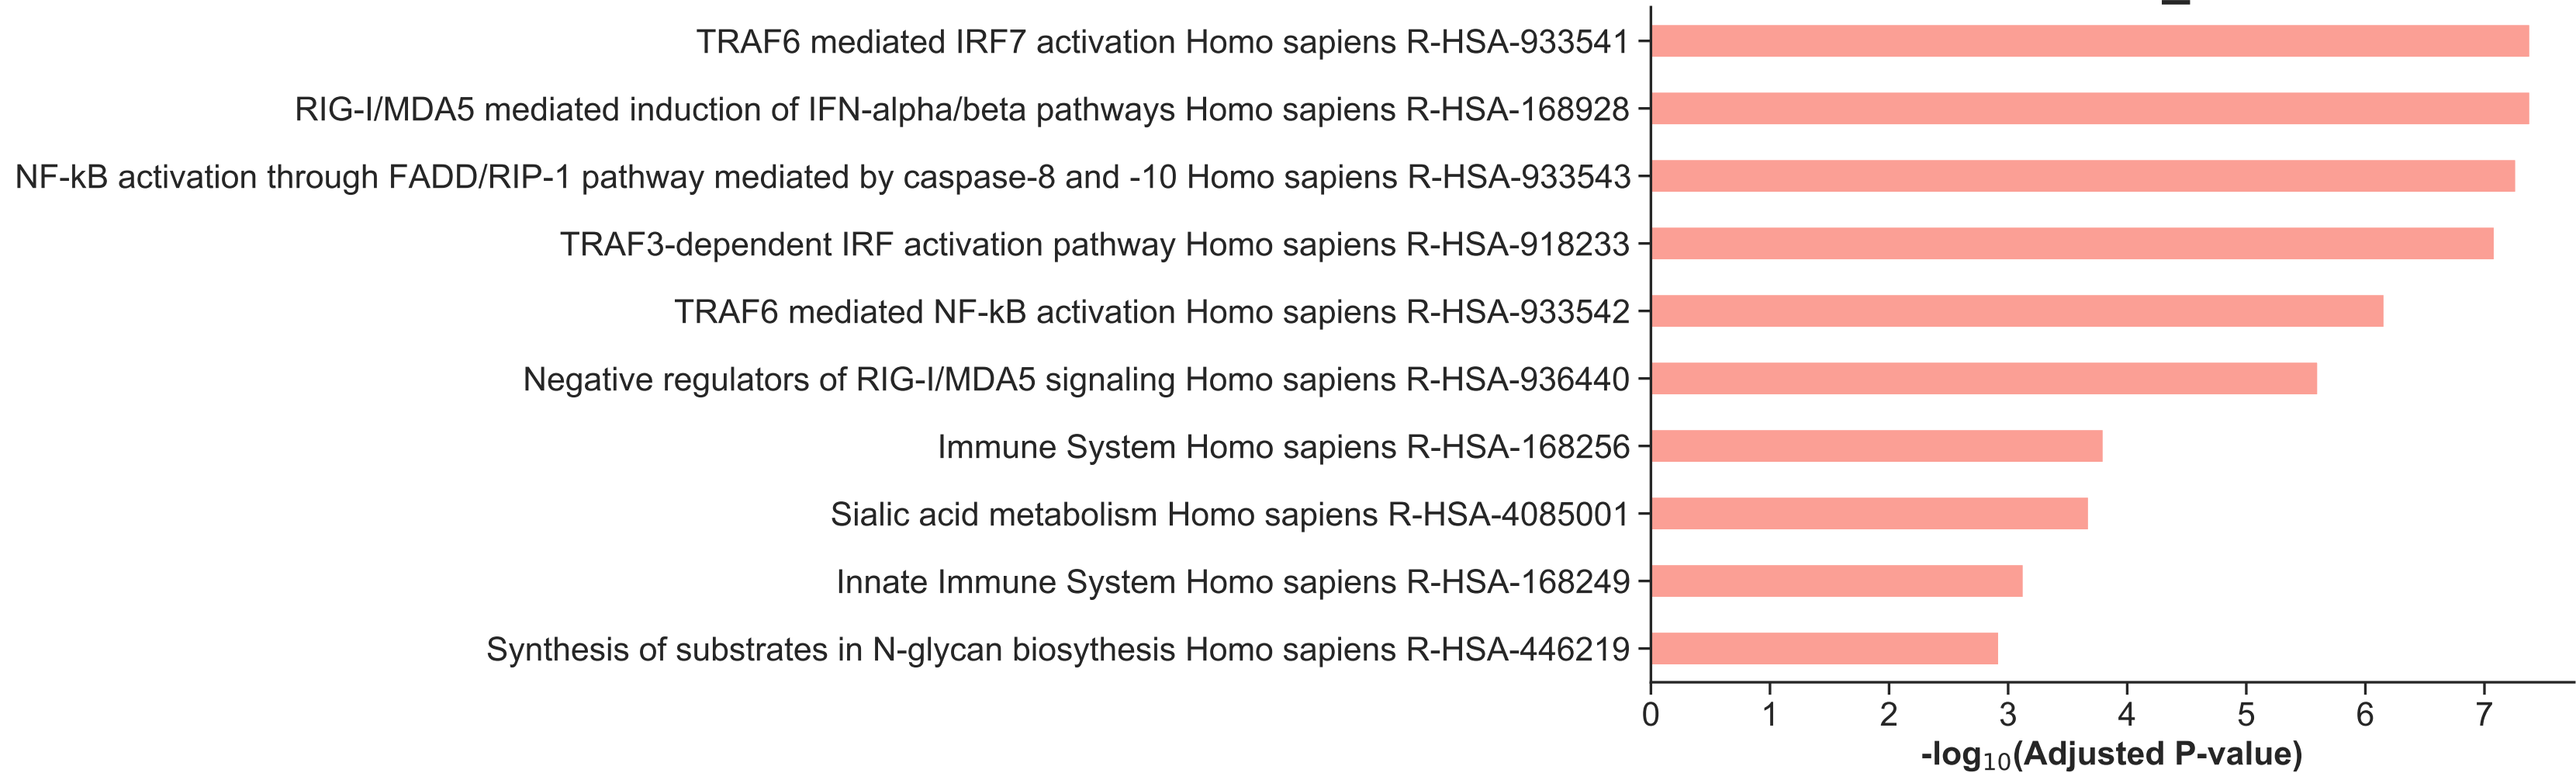 TRAF6 mediated IRF7 activation Homo sapiens R-HSA-933541
RIG-I/MDA5 mediated induction of IFN-alpha/beta pathways Homo sapiens R-HSA-168928
NF-kB activation through FADD/RIP-1 pathway mediated by caspase-8 and -10 Homo sapiens R-HSA-933543
TRAF3-dependent IRF activation pathway Homo sapiens R-HSA-918233
TRAF6 mediated NF-kB activation Homo sapiens R-HSA-933542
Negative regulators of RIG-I/MDA5 signaling Homo sapiens R-HSA-936440
Immune System Homo sapiens R-HSA-168256
Sialic acid metabolism Homo sapiens R-HSA-4085001
Innate Immune System Homo sapiens R-HSA-168249
Synthesis of substrates in N-glycan biosythesis Homo sapiens R-HSA-446219
0 1 2 3 4 5 6 7
-log₁₀(Adjusted P-value)